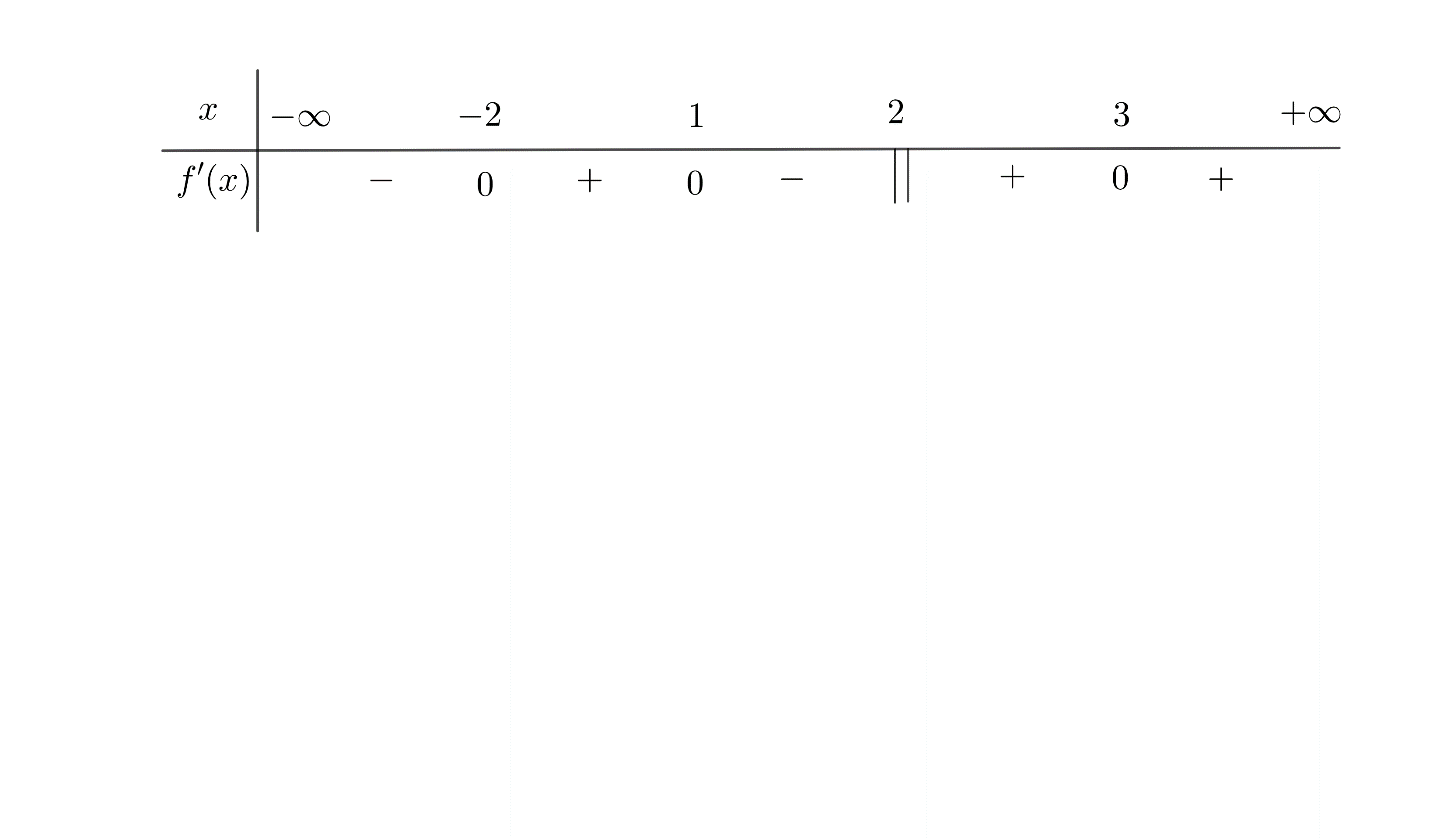 x −∞ −2 1 2 3 +∞
f′(x) − 0 + 0 − || + 0 +